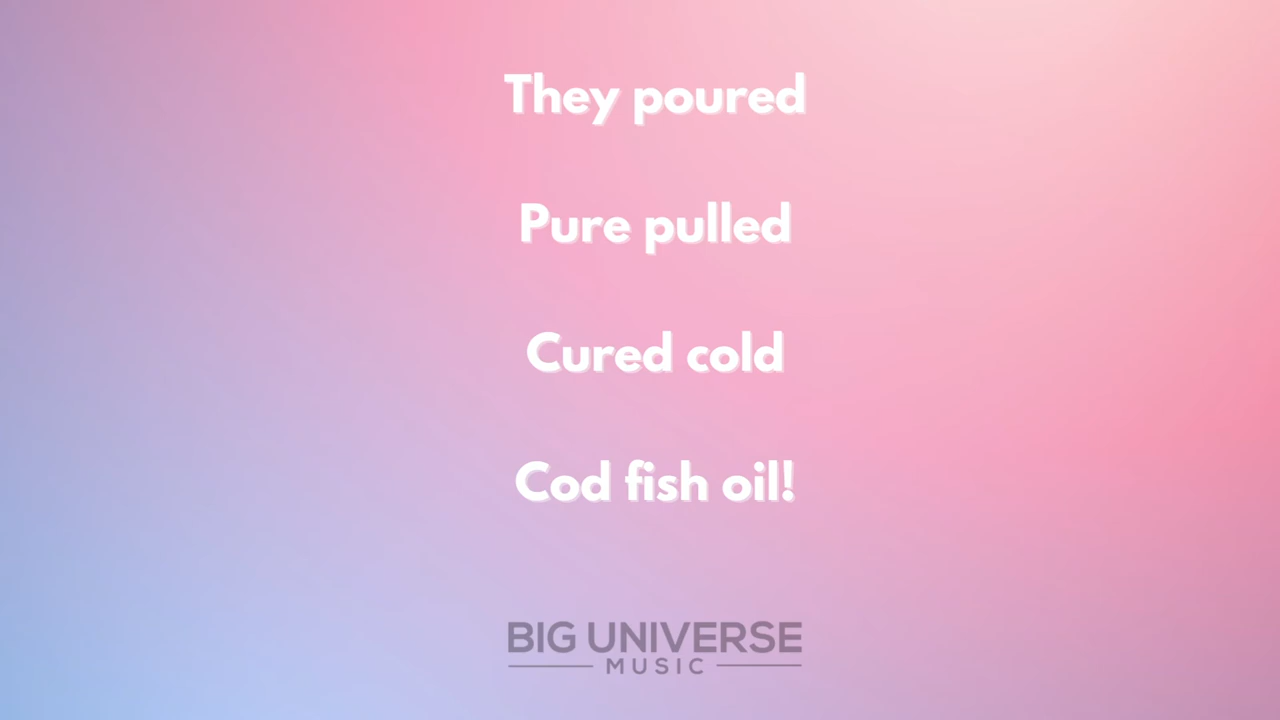 They poured
Pure pulled
Cured cold
Cod fish oil!
BIG UNIVERSE
MUSIC